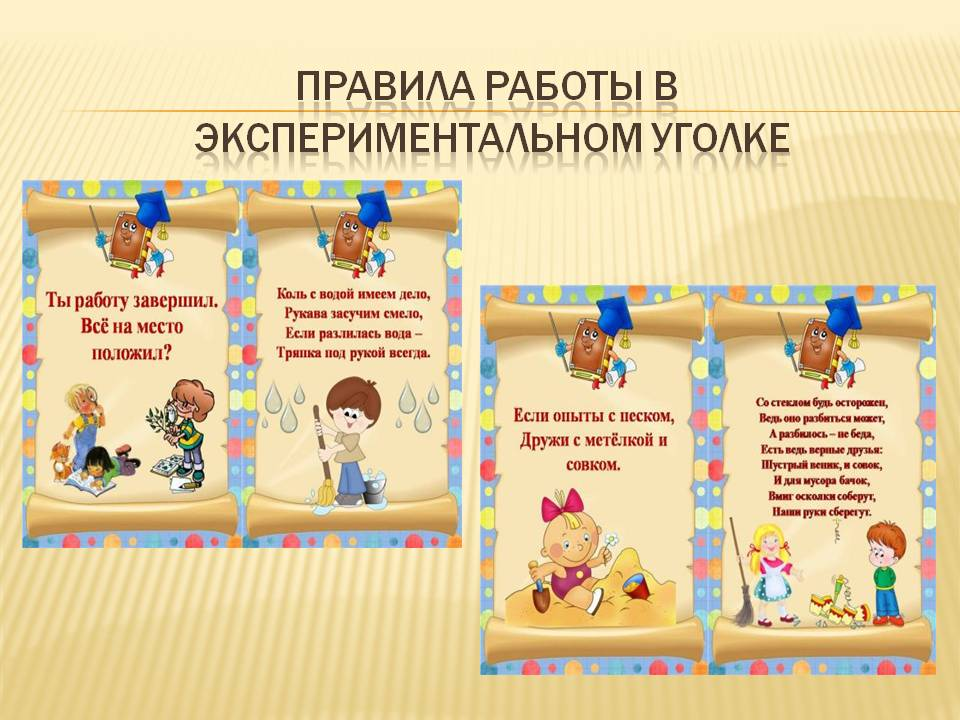 ПРАВИЛА РАБОТЫ В
ЭКСПЕРИМЕНТАЛЬНОМ УГОЛКЕ
Ты работу завершил.
Всё на место
положил?
Коль с водой имеем дело,
Рукава засучим смело,
Если разлилась вода –
Тряпка под рукой всегда.
Если опыты с песком,
Дружи с метёлкой и
совком.
Со стеклом будь осторожен,
Ведь оно разбиться может,
А разбилось – не беда,
Есть ведь верные друзья:
Шустрый веник, и совок,
И для мусора бачок,
Вмиг осколки соберут,
Наши руки сберегут.